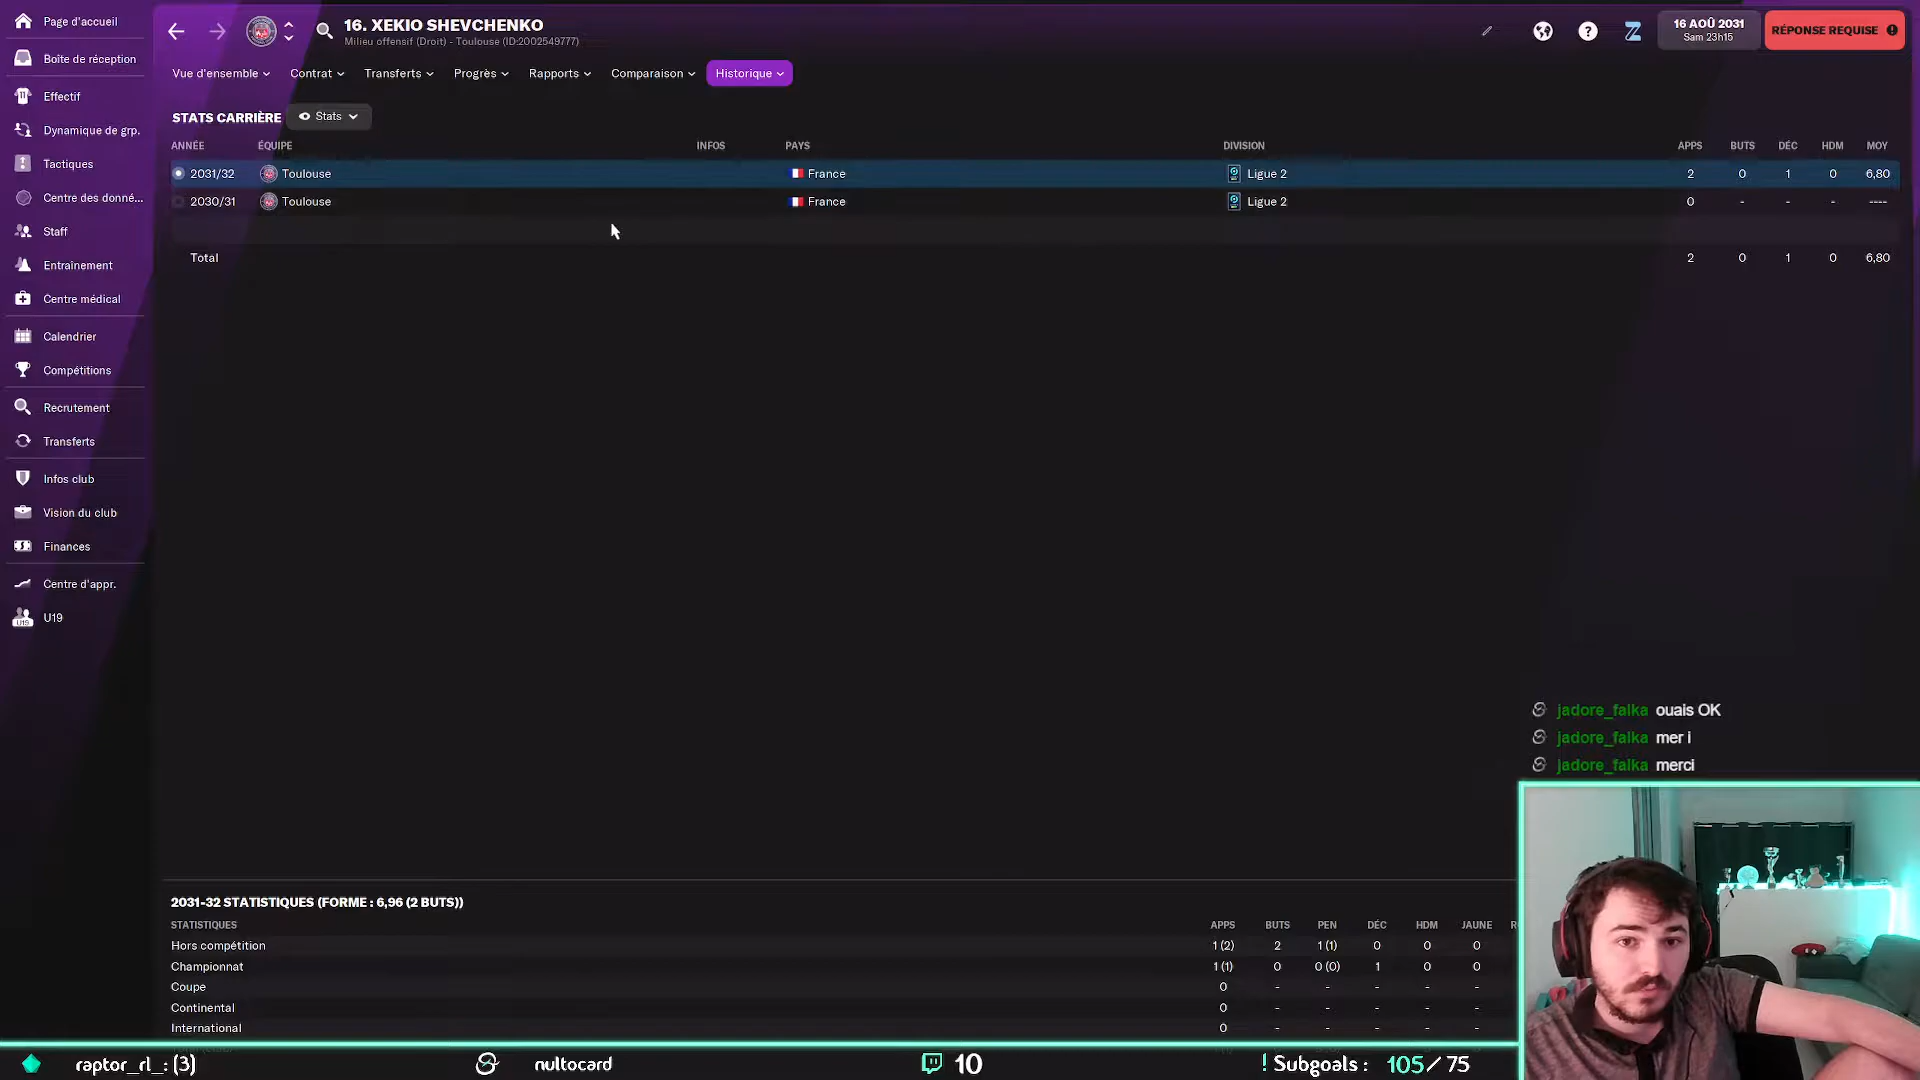 Page d'accueil
Boîte de réception
Effectif
Dynamique de grp.
Tactiques
Centre des donné...
Staff
Entraînement
Centre médical
Calendrier
Compétitions
Recrutement
Transferts
Infos club
Vision du club
Finances
Centre d'appr.
U19
16. XEKIO SHEVCHENKO
Milieu offensif (Droit) - Toulouse (ID:2002549777)
16 AOÛ 2031
Sam 23h15
RÉPONSE REQUISE
Vue d'ensemble Contrat Transferts Progrès Rapports Comparaison Historique
STATS CARRIÈRE Stats
ANNÉE ÉQUIPE INFOS PAYS DIVISION APPS BUTS DÉC HDM MOY
2031/32 Toulouse France Ligue 2 2 0 1 0 6,80
2030/31 Toulouse France Ligue 2 0 - - - ----
Total 2 0 1 0 6,80
jadore_falka ouais OK
jadore_falka mer i
jadore_falka merci
2031-32 STATISTIQUES (FORME : 6,96 (2 BUTS))
STATISTIQUES APPS BUTS PEN DÉC HDM JAUNE
Hors compétition 1 (2) 2 1 (1) 0 0 0
Championnat 1 (1) 0 0 (0) 1 0 0
Coupe 0 - - - - -
Continental 0 - - - - -
International 0 - - - - -
raptor_rl_: (3) nultocard 10 ! Subgoals : 105 / 75